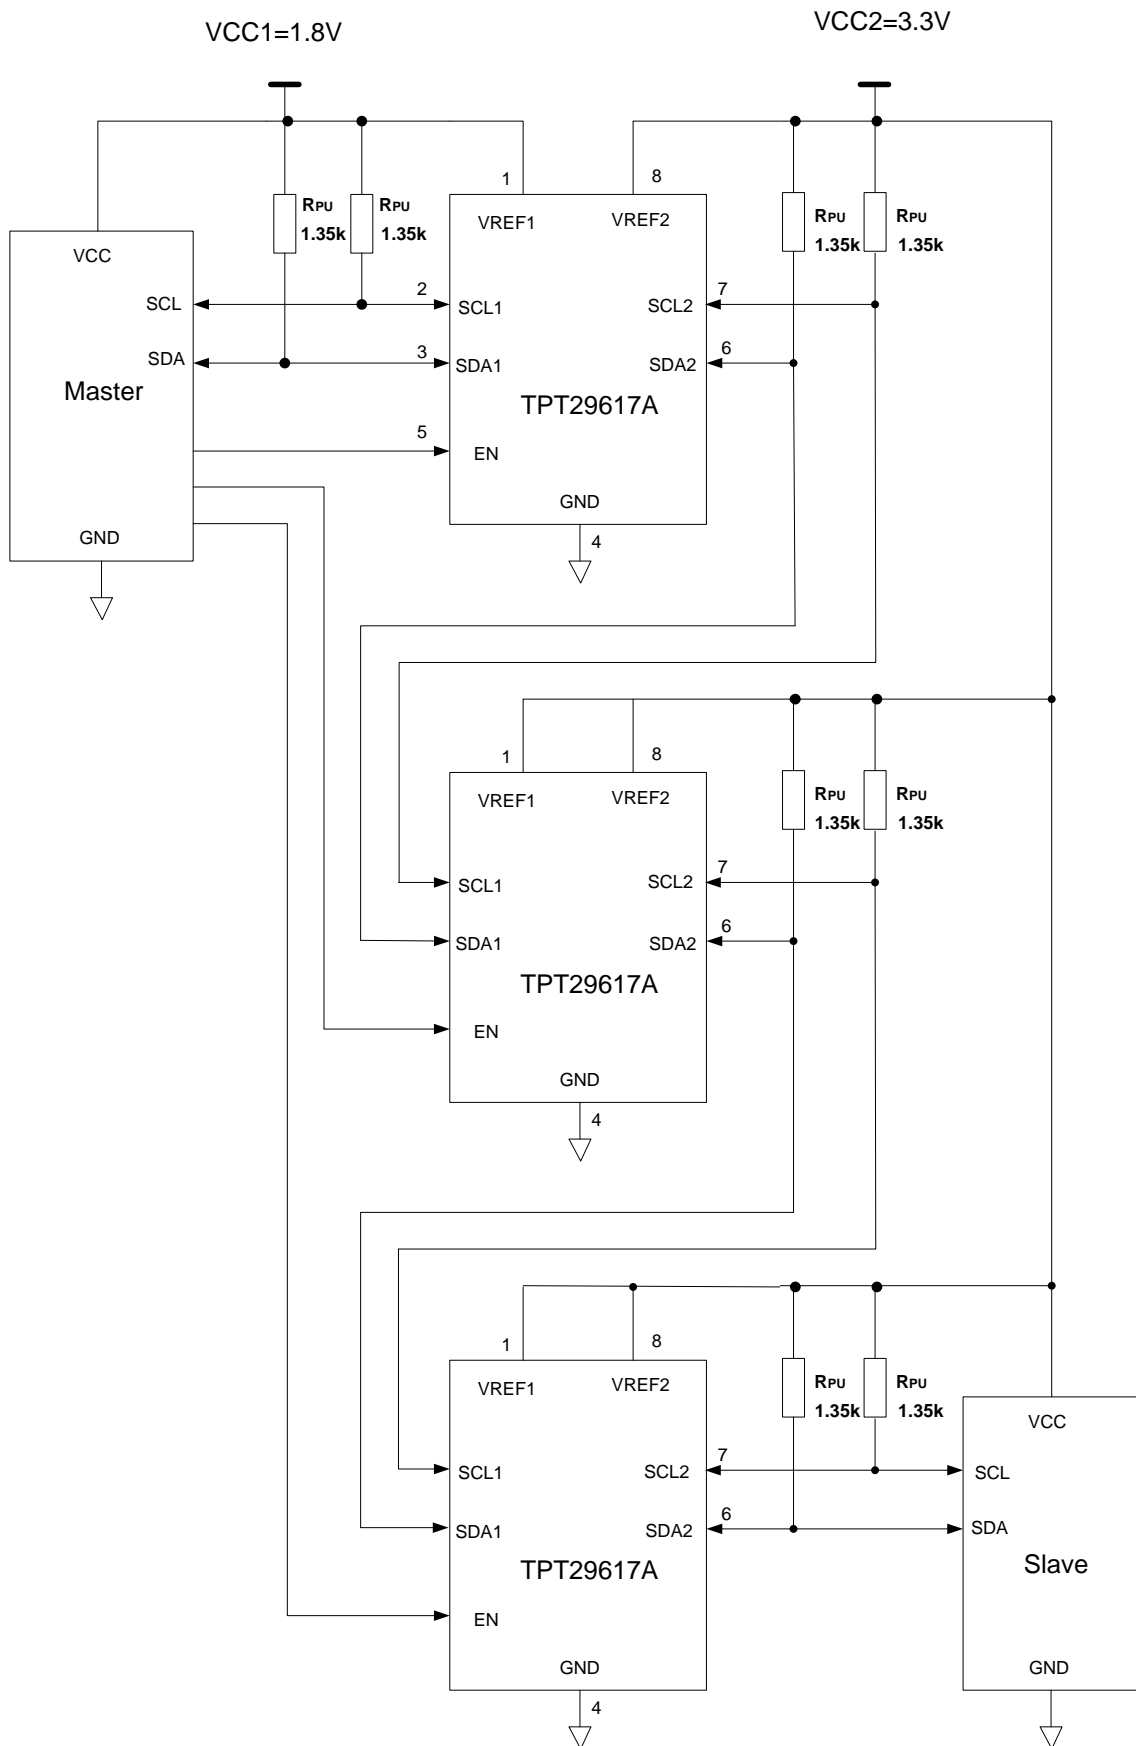 VCC1=1.8V
VCC2=3.3V
1
8
RPU
1.35k
RPU
1.35k
RPU
1.35k
RPU
1.35k
VREF1
VREF2
VCC
SCL
2
SCL1
SCL2
7
SDA
3
SDA1
SDA2
6
Master
TPT29617A
5
EN
GND
GND
4
1
8
VREF1
VREF2
RPU
1.35k
RPU
1.35k
SCL1
SCL2
7
SDA1
SDA2
6
TPT29617A
EN
GND
4
1
8
VREF1
VREF2
RPU
1.35k
RPU
1.35k
VCC
SCL1
SCL2
7
SCL
SDA1
SDA2
6
SDA
TPT29617A
Slave
EN
GND
GND
4